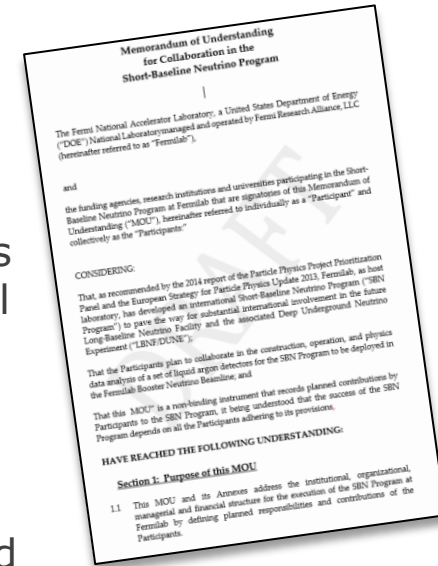 Memorandum of Understanding
for Collaboration in the
Short-Baseline Neutrino Program
The Fermi National Accelerator Laboratory, a United States Department of Energy
("DOE") National Laboratorymanaged and operated by Fermi Research Alliance, LLC
(hereinafter referred to as "Fermilab"),
and
the funding agencies, research institutions and universities participating in the Short-
Baseline Neutrino Program at Fermilab that are signatories of this Memorandum of
Understanding ("MOU"), hereinafter referred to individually as a "Participant" and
collectively as the "Participants:"
CONSIDERING:
That, as recommended by the 2014 report of the Particle Physics Project Prioritization
Panel and the European Strategy for Particle Physics Update 2013, Fermilab, as host
laboratory, has developed an international Short-Baseline Neutrino Program ("SBN
Program") to pave the way for substantial international involvement in the future
Long-Baseline Neutrino Facility and the associated Deep Underground Neutrino
Experiment ("LBNF/DUNE");
That the Participants plan to collaborate in the construction, operation, and physics
data analysis of a set of liquid argon detectors for the SBN Program to be deployed in
the Fermilab Booster Neutrino Beamline; and
That this MOU" is a non-binding instrument that records planned contributions by
Participants to the SBN Program, it being understood that the success of the SBN
Program depends on all the Participants adhering to its provisions.
HAVE REACHED THE FOLLOWING UNDERSTANDING:
Section 1: Purpose of this MOU
1.1 This MOU and its Annexes address the institutional, organizational,
managerial and financial structure for the execution of the SBN Program at
Fermilab by defining planned responsibilities and contributions of the
Participants.
DRAFT